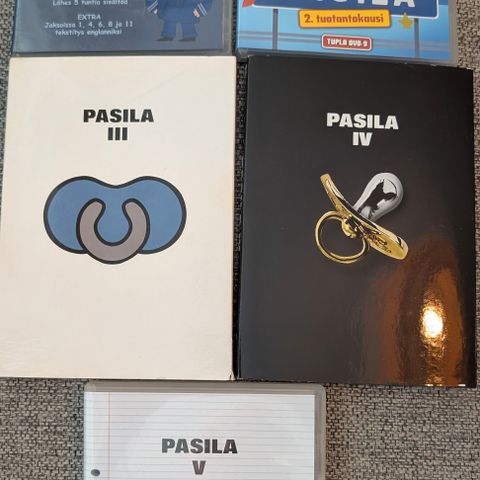 Lähes 5 tuntia sisältöä
EXTRA
Jaksoissa 1, 4, 6, 8 ja 11
tekstitys englanniksi
2. tuotantokausi
TUPLA DVD-9
PASILA
III
PASILA
IV
PASILA
V